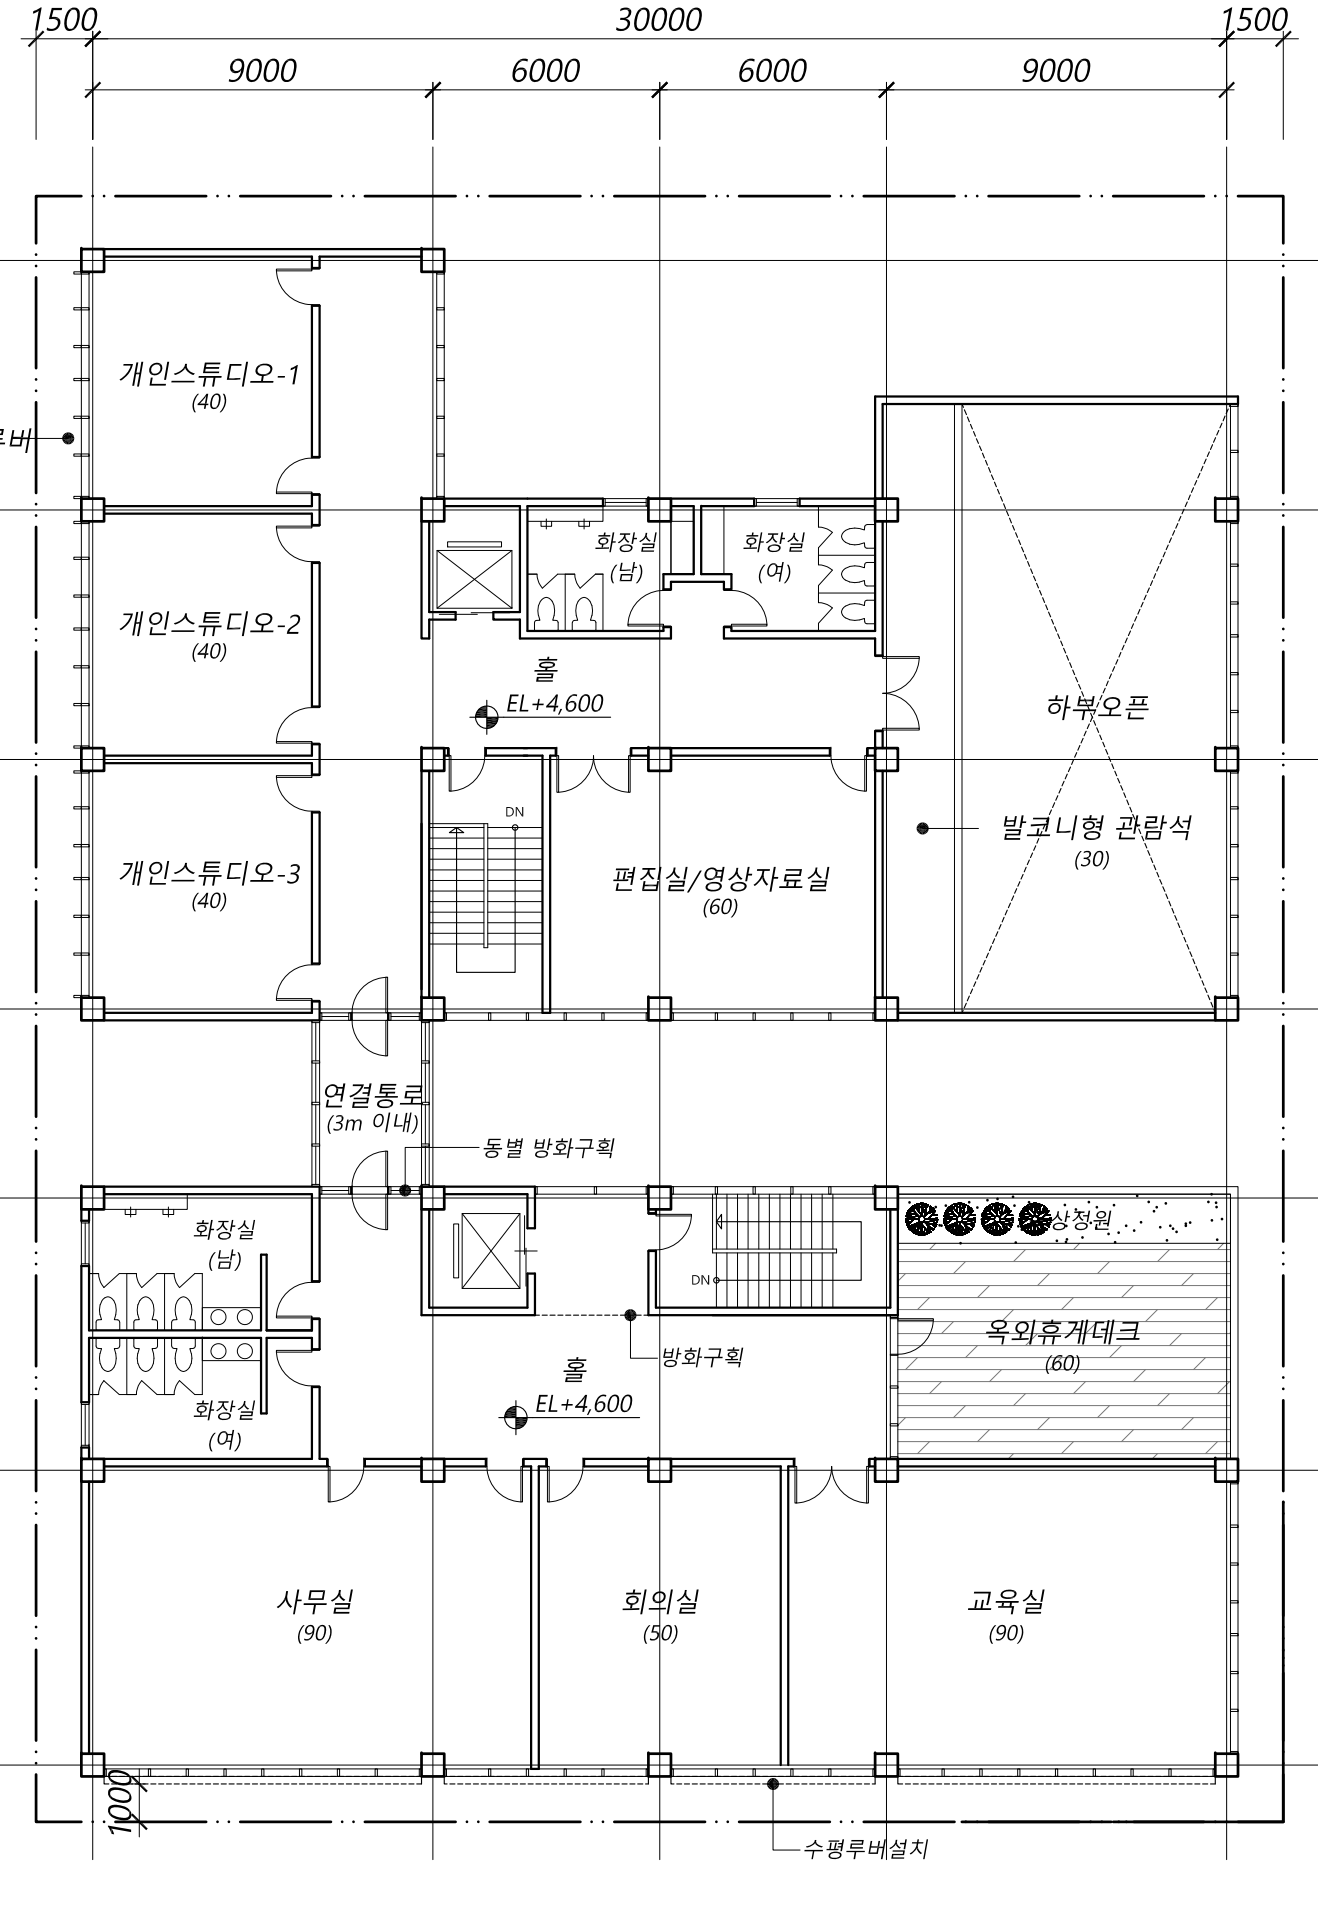 1500
30000
1500
9000
6000
6000
9000
개인스튜디오-1
(40)
루버
화장실
(남)
화장실
(여)
개인스튜디오-2
(40)
홀
EL+4,600
하부오픈
DN
발코니형 관람석
(30)
개인스튜디오-3
(40)
편집실/영상자료실
(60)
연결통로
(3m 이내)
동별 방화구획
화장실
(남)
상정원
DN
옥외휴게데크
(60)
방화구획
홀
EL+4,600
화장실
(여)
사무실
(90)
회의실
(50)
교육실
(90)
1000
수평루버설치